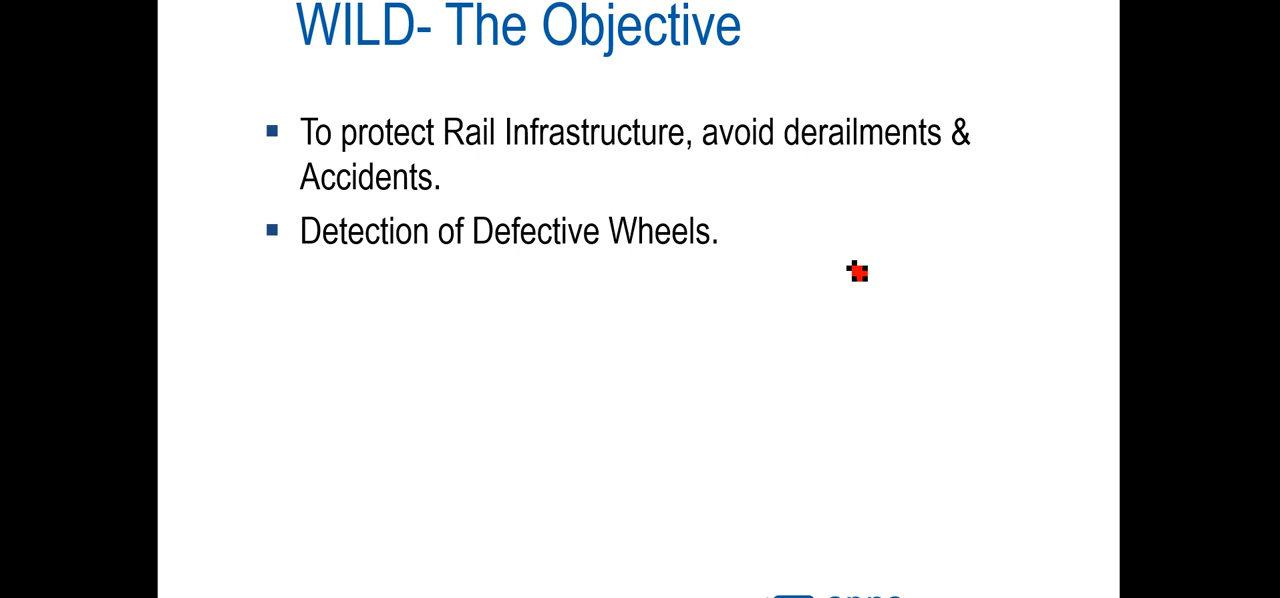 WILD- The Objective
▪ To protect Rail Infrastructure, avoid derailments &
Accidents.
▪ Detection of Defective Wheels.